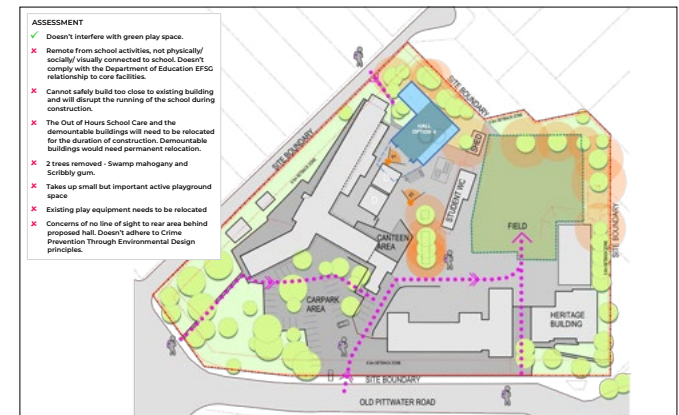 ASSESSMENT
Doesn't interfere with green play space.
Remote from school activities, not physically/
socially/ visually connected to school. Doesn't
comply with the Department of Education EFSG
relationship to core facilities.
Cannot safely build too close to existing building
and will disrupt the running of the school during
construction.
The Out of Hours School Care and the
demountable buildings will need to be relocated
for the duration of construction. Demountable
buildings would need permanent relocation.
2 trees removed - Swamp mahogany and
Scribbly gum.
Takes up small but important active playground
space
Existing play equipment needs to be relocated
Concerns of no line of sight to rear area behind
proposed hall. Doesn't adhere to Crime
Prevention Through Environmental Design
principles.
SITE BOUNDARY
SITE BOUNDARY
HALL
OPTION
SHED
STUDENT WC
FIELD
SITE BOUNDARY
CANTEEN
AREA
CARPARK
AREA
HERITAGE
BUILDING
SITE BOUNDARY
OLD PITTWATER ROAD